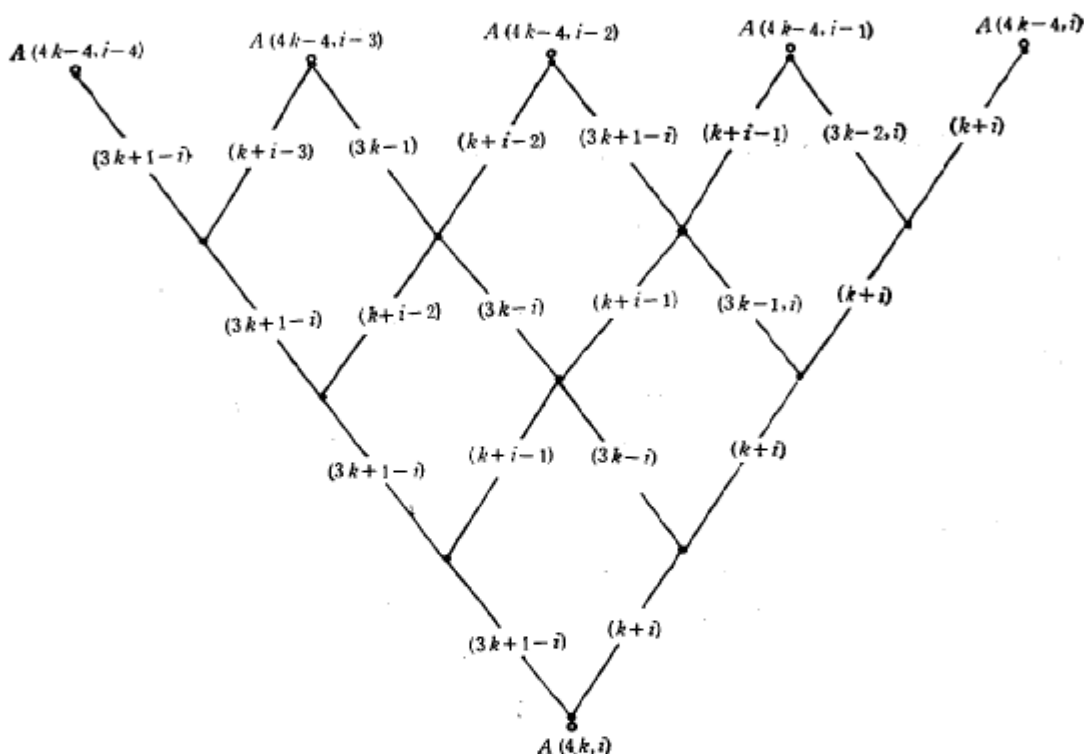 A(4k-4, i-4) A(4k-4, i-3) A(4k-4, i-2) A(4k-4, i-1) A(4k-4, i)
(3k+1-i) (k+i-3) (3k-1) (k+i-2) (3k+1-i) (k+i-1) (3k-2,i) (k+i)
(3k+1-i) (k+i-2) (3k-i) (k+i-1) (3k-1,i) (k+i)
(3k+1-i) (k+i-1) (3k-i) (k+i)
(3k+1-i) (k+i)
A(4k,i)